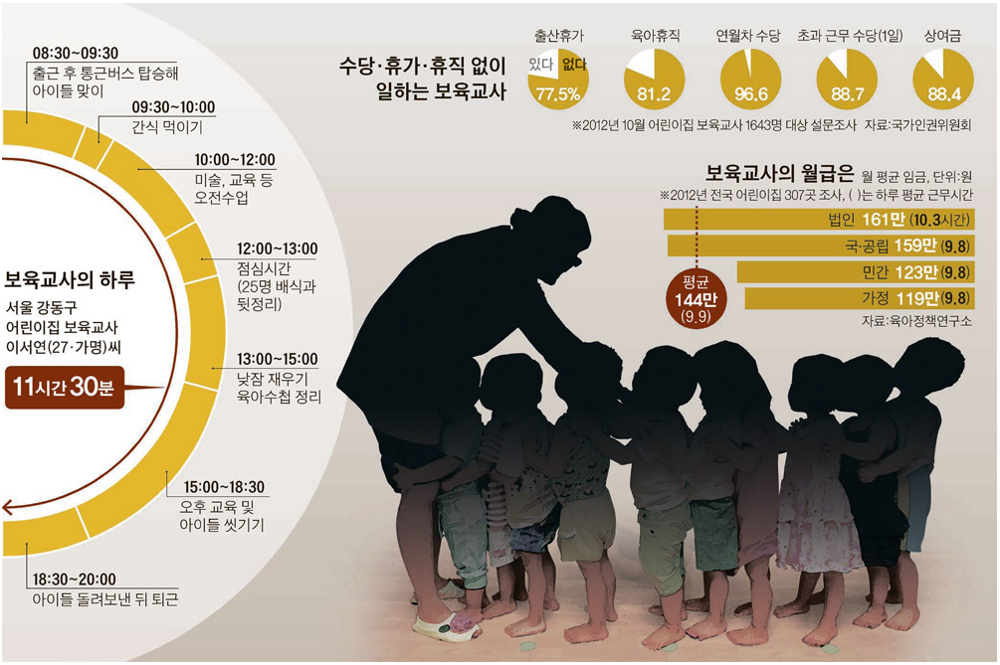 08:30~09:30
출근 후 통근버스 탑승해
아이들 맞이
09:30~10:00
간식 먹이기
10:00~12:00
미술, 교육 등
오전수업
12:00~13:00
점심시간
(25명 배식과
뒷정리)
보육교사의 하루
서울 강동구
어린이집 보육교사
이서연(27·가명)씨
11시간 30분
13:00~15:00
낮잠 재우기
육아수첩 정리
15:00~18:30
오후 교육 및
아이들 씻기기
18:30~20:00
아이들 돌려보낸 뒤 퇴근
수당·휴가·휴직 없이
일하는 보육교사
출산휴가
있다 없다
77.5%
육아휴직
81.2
연월차 수당
96.6
초과 근무 수당(1일)
88.7
상여금
88.4
※2012년 10월 어린이집 보육교사 1643명 대상 설문조사 자료:국가인권위원회
보육교사의 월급은 월 평균 임금, 단위:원
※2012년 전국 어린이집 307곳 조사, ( )는 하루 평균 근무시간
법인 161만 (10.3시간)
국·공립 159만 (9.8)
민간 123만 (9.8)
가정 119만 (9.8)
평균
144만
(9.9)
자료:육아정책연구소